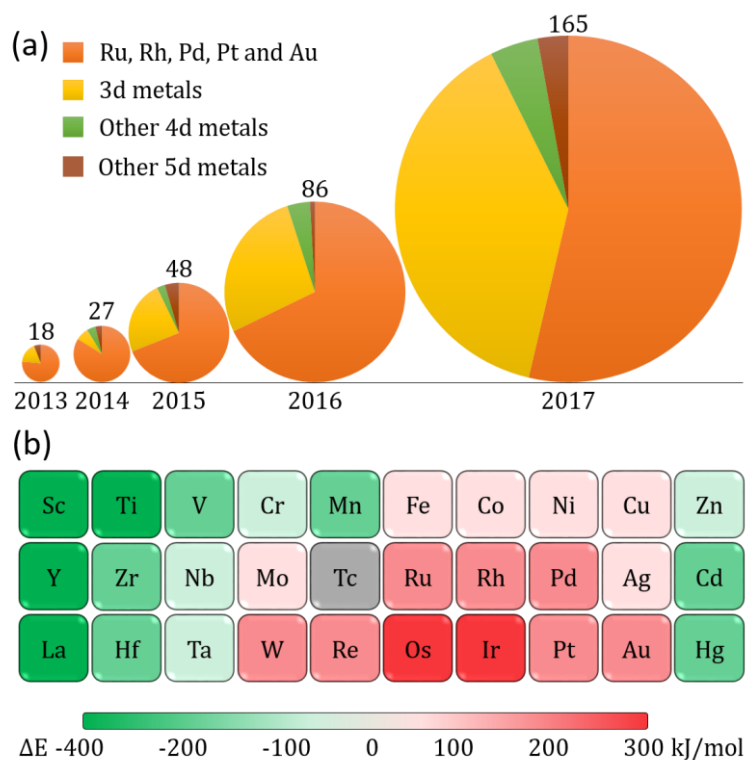 (a)
Ru, Rh, Pd, Pt and Au
3d metals
Other 4d metals
Other 5d metals
18
27
48
86
165
2013 2014 2015 2016 2017
(b)
Sc Ti V Cr Mn Fe Co Ni Cu Zn
Y Zr Nb Mo Tc Ru Rh Pd Ag Cd
La Hf Ta W Re Os Ir Pt Au Hg
ΔE -400 -200 -100 0 100 200 300 kJ/mol